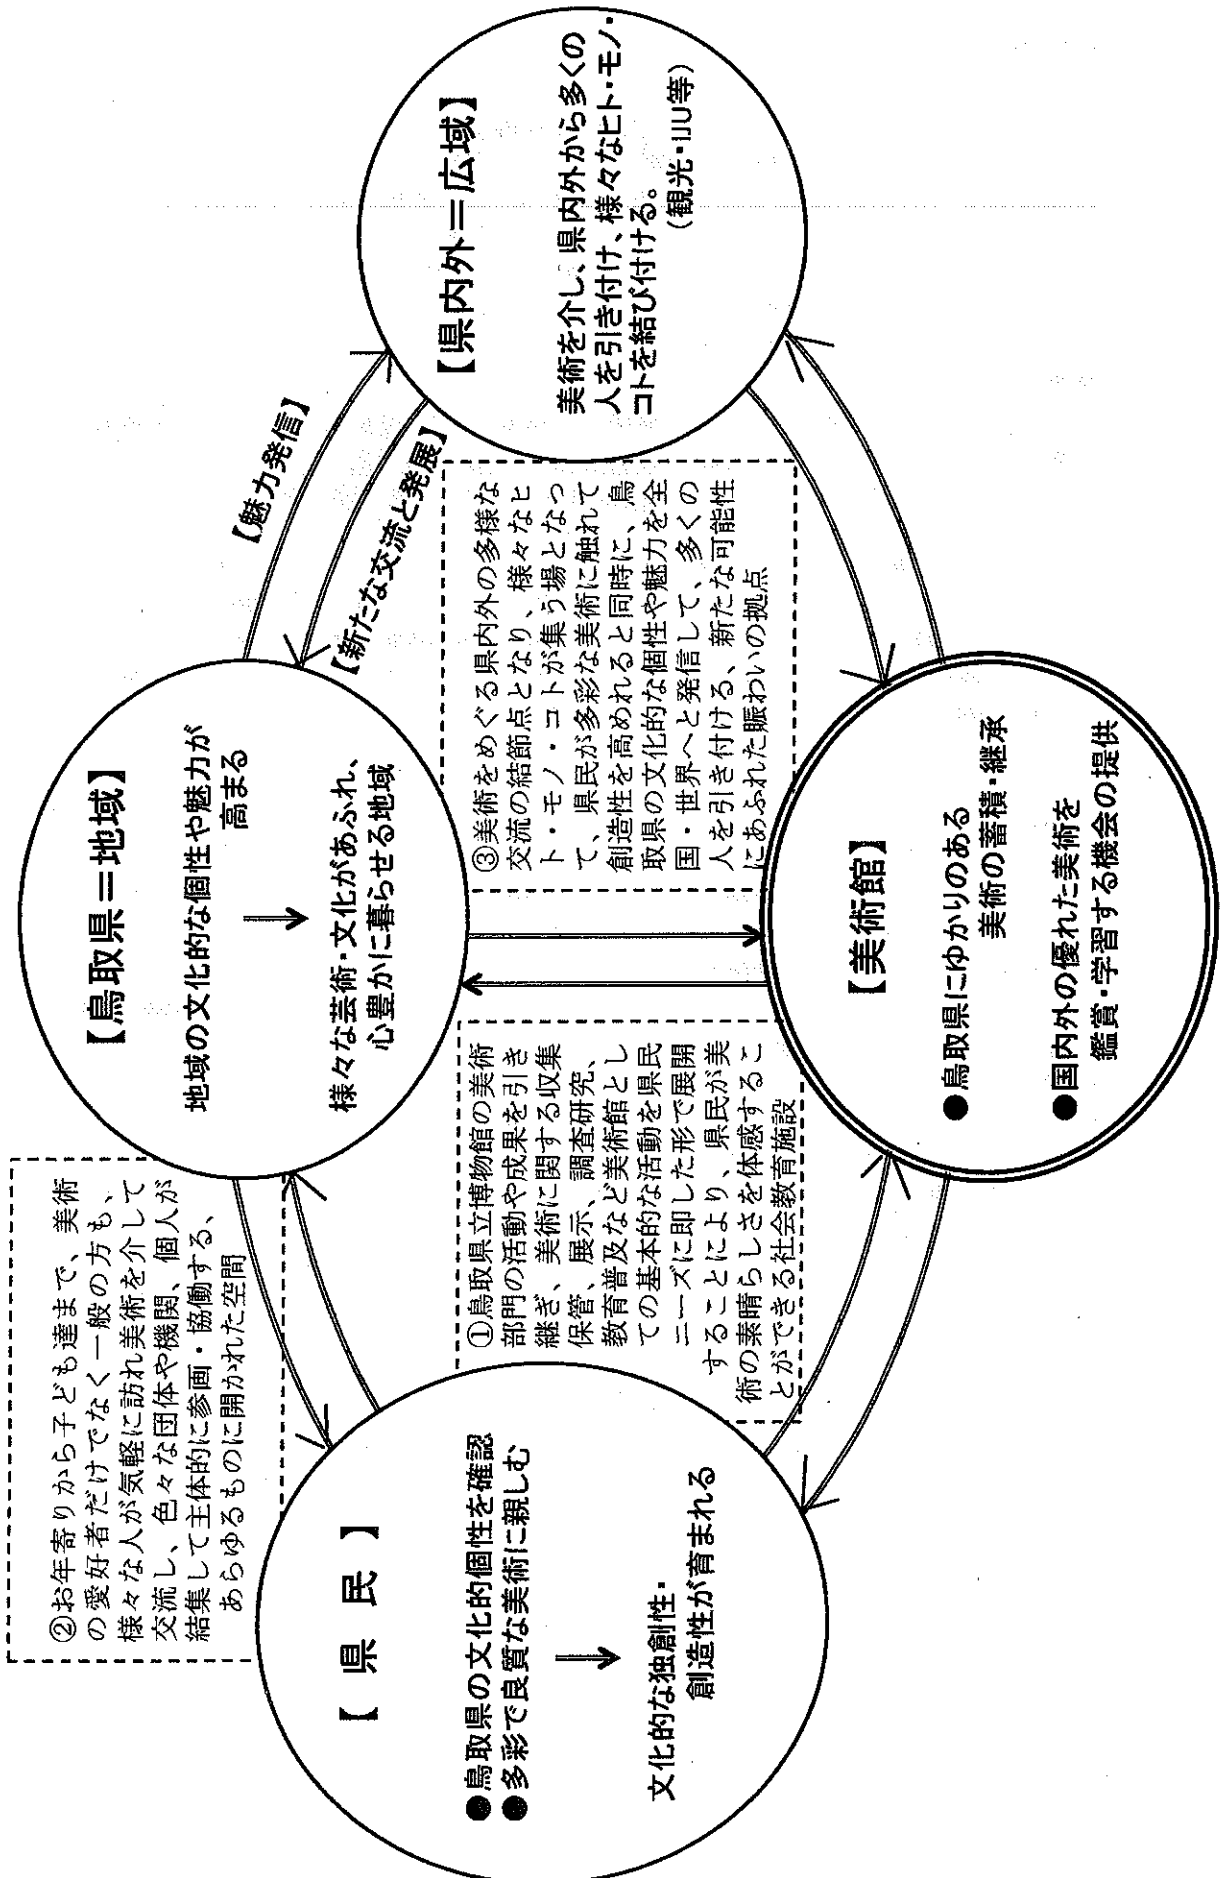 【鳥取県＝地域】
地域の文化的な個性や魅力が
高まる
様々な芸術・文化があふれ、
心豊かに暮らせる地域
②お年寄りから子ども達まで、美術
の愛好者だけでなく一般の方も、
様々な人が気軽に訪れ美術を介して
交流し、色々な団体や機関、個人が
結集して主体的に参画・協働する、
あらゆるものに開かれた空間
【魅力発信】
【新たな交流と発展】
【県民】
●鳥取県の文化的個性を確認
●多彩で良質な美術に親しむ
文化的な独創性・
創造性が育まれる
①鳥取県立博物館の美術
部門の活動や成果を引き
継ぎ、美術に関する収集
保管、展示、調査研究、
教育普及など美術館とし
ての基本的な活動を県民
ニーズに即した形で展開
することにより、県民が美
術の素晴らしさを体感するこ
とができる社会教育施設
③美術をめぐる県内外の多様な
交流の結節点となり、様々なヒ
ト・モノ・コトが集う場となっ
て、県民が多彩な美術に触れて
創造性を高めれると同時に、鳥
取県の文化的な個性や魅力を全
国・世界へと発信して、多くの
人を引き付ける、新たな可能性
にあふれた賑わいの拠点
【県内外＝広域】
美術を介し、県内外から多くの
人を引き付け、様々なヒト・モノ・
コトを結び付ける。
（観光・IJU等）
【美術館】
●鳥取県にゆかりのある
美術の蓄積・継承
●国内外の優れた美術を
鑑賞・学習する機会の提供